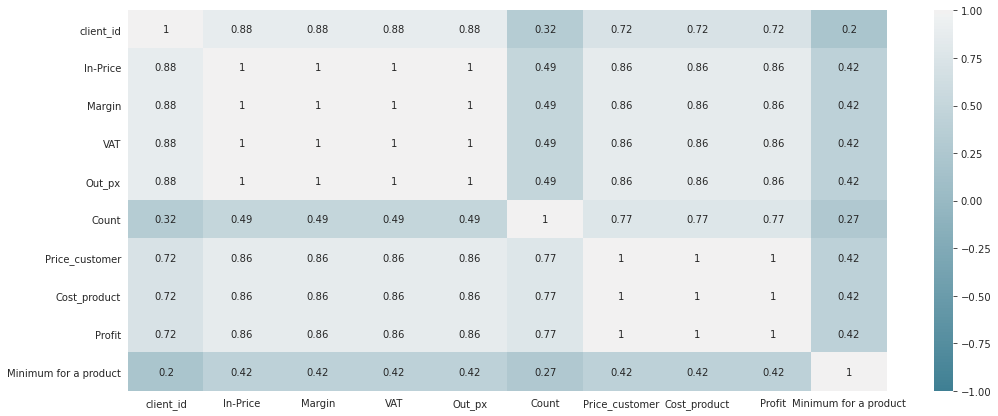 client_id 1 0.88 0.88 0.88 0.88 0.32 0.72 0.72 0.72 0.2
In-Price 0.88 1 1 1 1 0.49 0.86 0.86 0.86 0.42
Margin 0.88 1 1 1 1 0.49 0.86 0.86 0.86 0.42
VAT 0.88 1 1 1 1 0.49 0.86 0.86 0.86 0.42
Out_px 0.88 1 1 1 1 0.49 0.86 0.86 0.86 0.42
Count 0.32 0.49 0.49 0.49 0.49 1 0.77 0.77 0.77 0.27
Price_customer 0.72 0.86 0.86 0.86 0.86 0.77 1 1 1 0.42
Cost_product 0.72 0.86 0.86 0.86 0.86 0.77 1 1 1 0.42
Profit 0.72 0.86 0.86 0.86 0.86 0.77 1 1 1 0.42
Minimum for a product 0.2 0.42 0.42 0.42 0.42 0.27 0.42 0.42 0.42 1
client_id In-Price Margin VAT Out_px Count Price_customer Cost_product Profit Minimum for a product
1.00
0.75
0.50
0.25
0.00
−0.25
−0.50
−0.75
−1.00